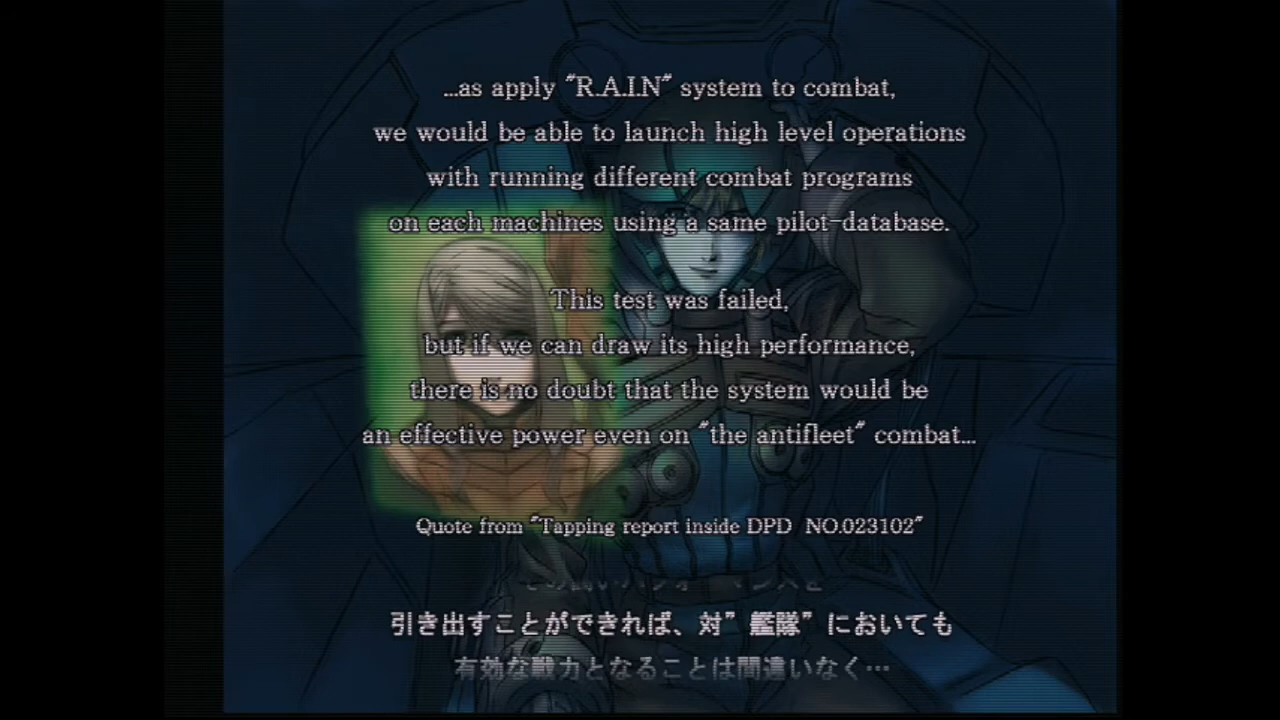 ...as apply "R.A.I.N" system to combat,
we would be able to launch high level operations
with running different combat programs
on each machines using a same pilot-database.
This test was failed,
but if we can draw its high performance,
there is no doubt that the system would be
an effective power even on "the antifleet" combat...
Quote from "Tapping report inside DPD NO.023102"
引き出すことができれば、対”艦隊”においても
有効な戦力となることは間違いなく…